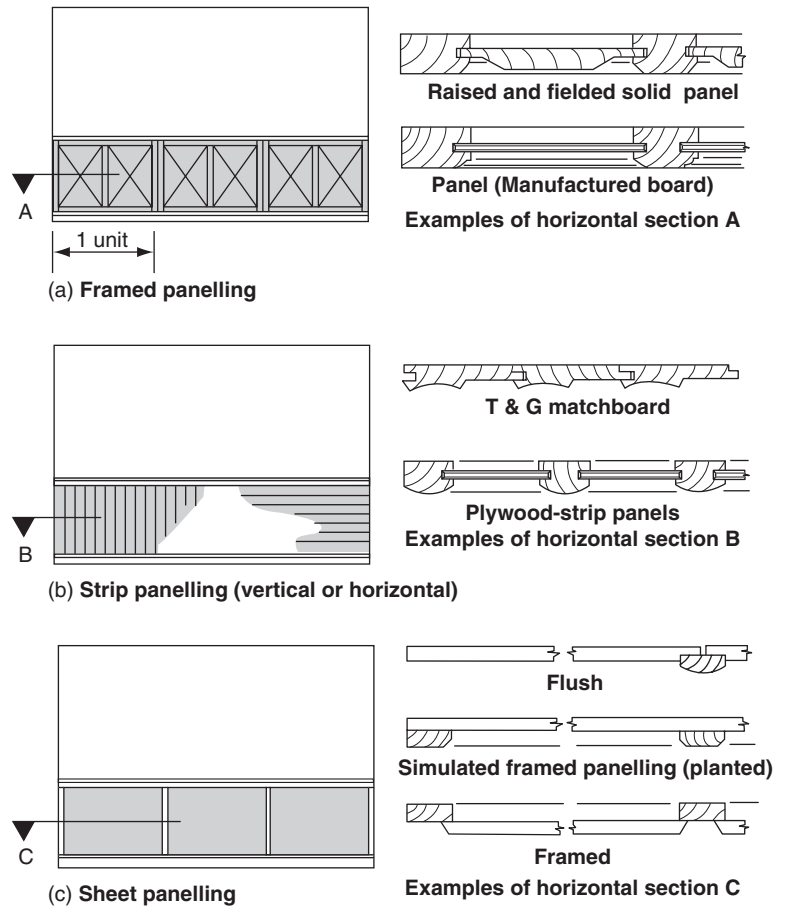 Raised and fielded solid panel
Panel (Manufactured board)
Examples of horizontal section A
A
1 unit
(a) Framed panelling
T & G matchboard
Plywood-strip panels
Examples of horizontal section B
B
(b) Strip panelling (vertical or horizontal)
Flush
Simulated framed panelling (planted)
Framed
Examples of horizontal section C
C
(c) Sheet panelling